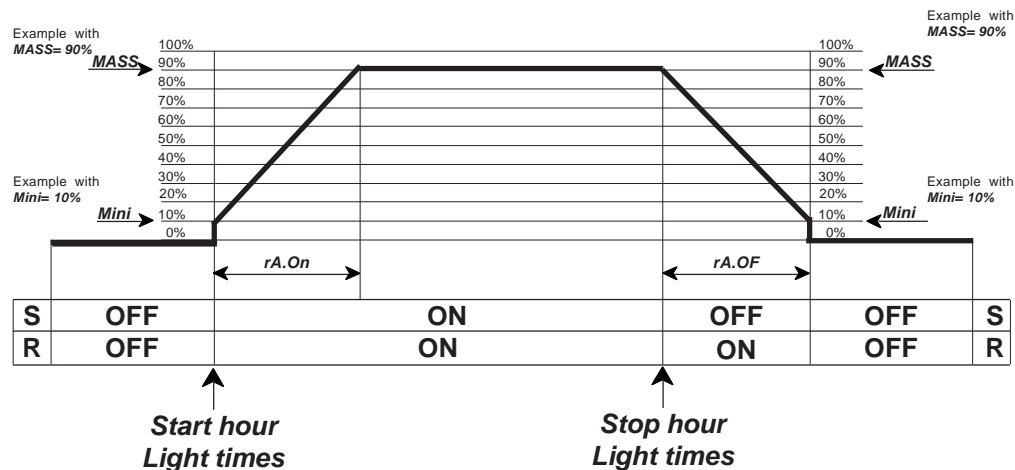 Example with
MASS= 90%
MASS
100%
90%
80%
70%
60%
50%
40%
30%
20%
10%
0%
Example with
Mini= 10%
Mini
Example with
MASS= 90%
MASS
100%
90%
80%
70%
60%
50%
40%
30%
20%
10%
0%
Example with
Mini= 10%
Mini
rA.On
rA.OF
S OFF ON OFF OFF S
R OFF ON ON OFF R
Start hour
Light times
Stop hour
Light times